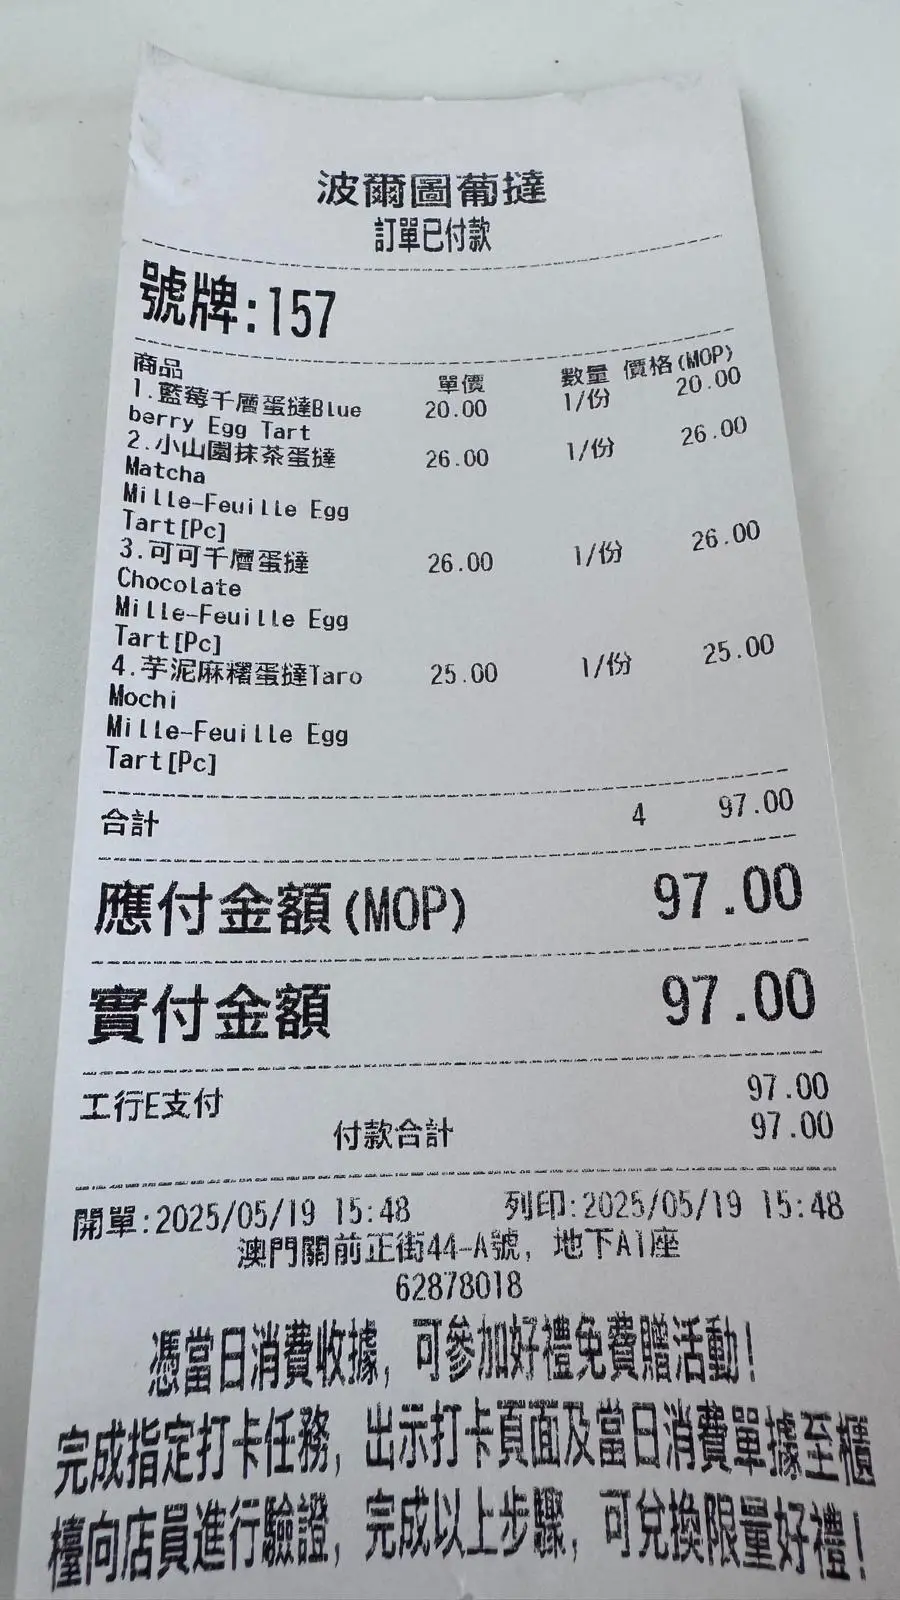 波爾圖葡撻
訂單已付款
號牌:157
商品 單價 數量 價格(MOP)
1.藍莓千層蛋撻Blue 20.00 1/份 20.00
berry Egg Tart
2.小山園抹茶蛋撻 26.00 1/份 26.00
Matcha
Mille-Feuille Egg
Tart[Pc]
3.可可千層蛋撻 26.00 1/份 26.00
Chocolate
Mille-Feuille Egg
Tart[Pc]
4.芋泥麻糬蛋撻Taro 25.00 1/份 25.00
Mochi
Mille-Feuille Egg
Tart[Pc]
合計 4 97.00
應付金額(MOP) 97.00
實付金額 97.00
工行E支付 97.00
付款合計 97.00
開單:2025/05/19 15:48 列印:2025/05/19 15:48
澳門關前正街44-A號, 地下A1座
62878018
憑當日消費收據, 可參加好禮免費贈活動!
完成指定打卡任務, 出示打卡頁面及當日消費單據至櫃
檯向店員進行驗證, 完成以上步驟, 可兌換限量好禮!